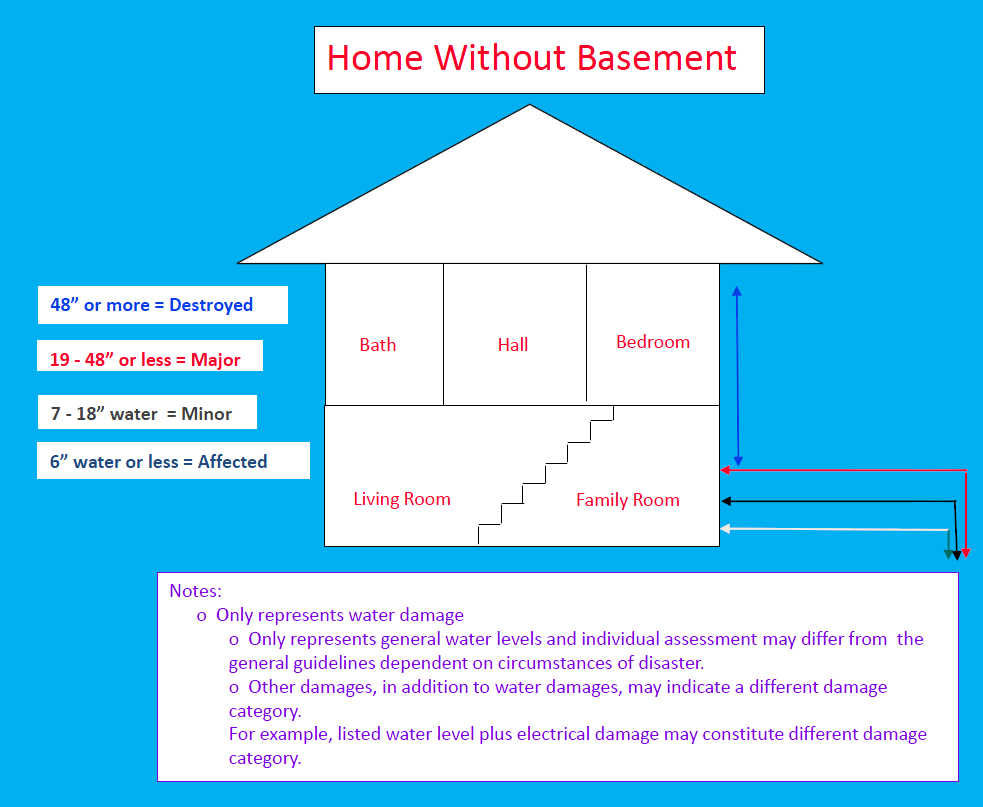 Home Without Basement
48” or more = Destroyed
19 - 48” or less = Major
7 - 18” water  = Minor
6” water or less = Affected
Bath
Hall
Bedroom
Living Room
Family Room
Notes:
o  Only represents water damage
o  Only represents general water levels and individual assessment may differ from  the
general guidelines dependent on circumstances of disaster.
o  Other damages, in addition to water damages, may indicate a different damage
category.
For example, listed water level plus electrical damage may constitute different damage
category.